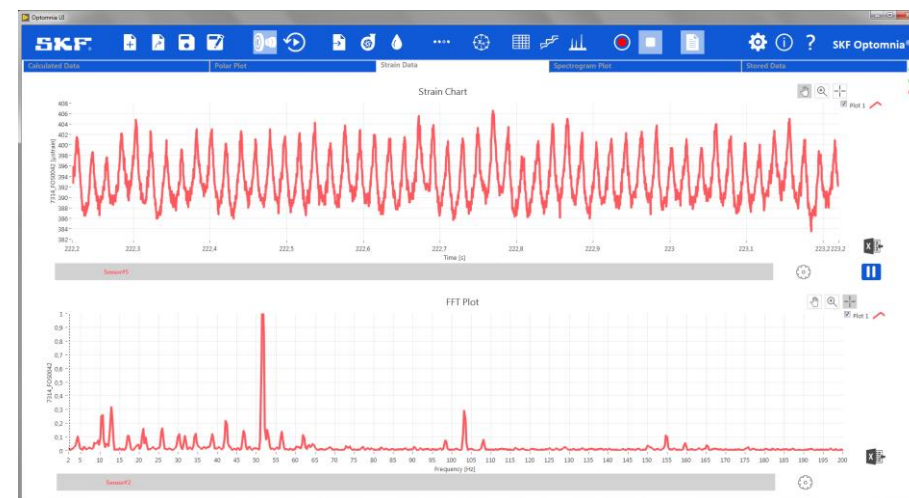 Optomnia UI
SKF. ? SKF Optomnia®
Calculated Data Polar Plot Strain Data Spectrogram Plot Stored Data
Strain Chart
Plot 1
408
406
404
402
400
398
396
394
392
390
388
386
384
382
7314_FOS0042 [µstrain]
222,2 222,3 222,4 222,5 222,6 222,7 222,8 222,9 223 223,1 223,2 223,2
Time [s]
Sensor#1
FFT Plot
Plot 1
1
0,9
0,8
0,7
0,6
0,5
0,4
0,3
0,2
0,1
0
7314_FOS0042
2 5 10 15 20 25 30 35 40 45 50 55 60 65 70 75 80 85 90 95 100 105 110 115 120 125 130 135 140 145 150 155 160 165 170 175 180 185 190 195 200
Frequency [Hz]
Sensor#2